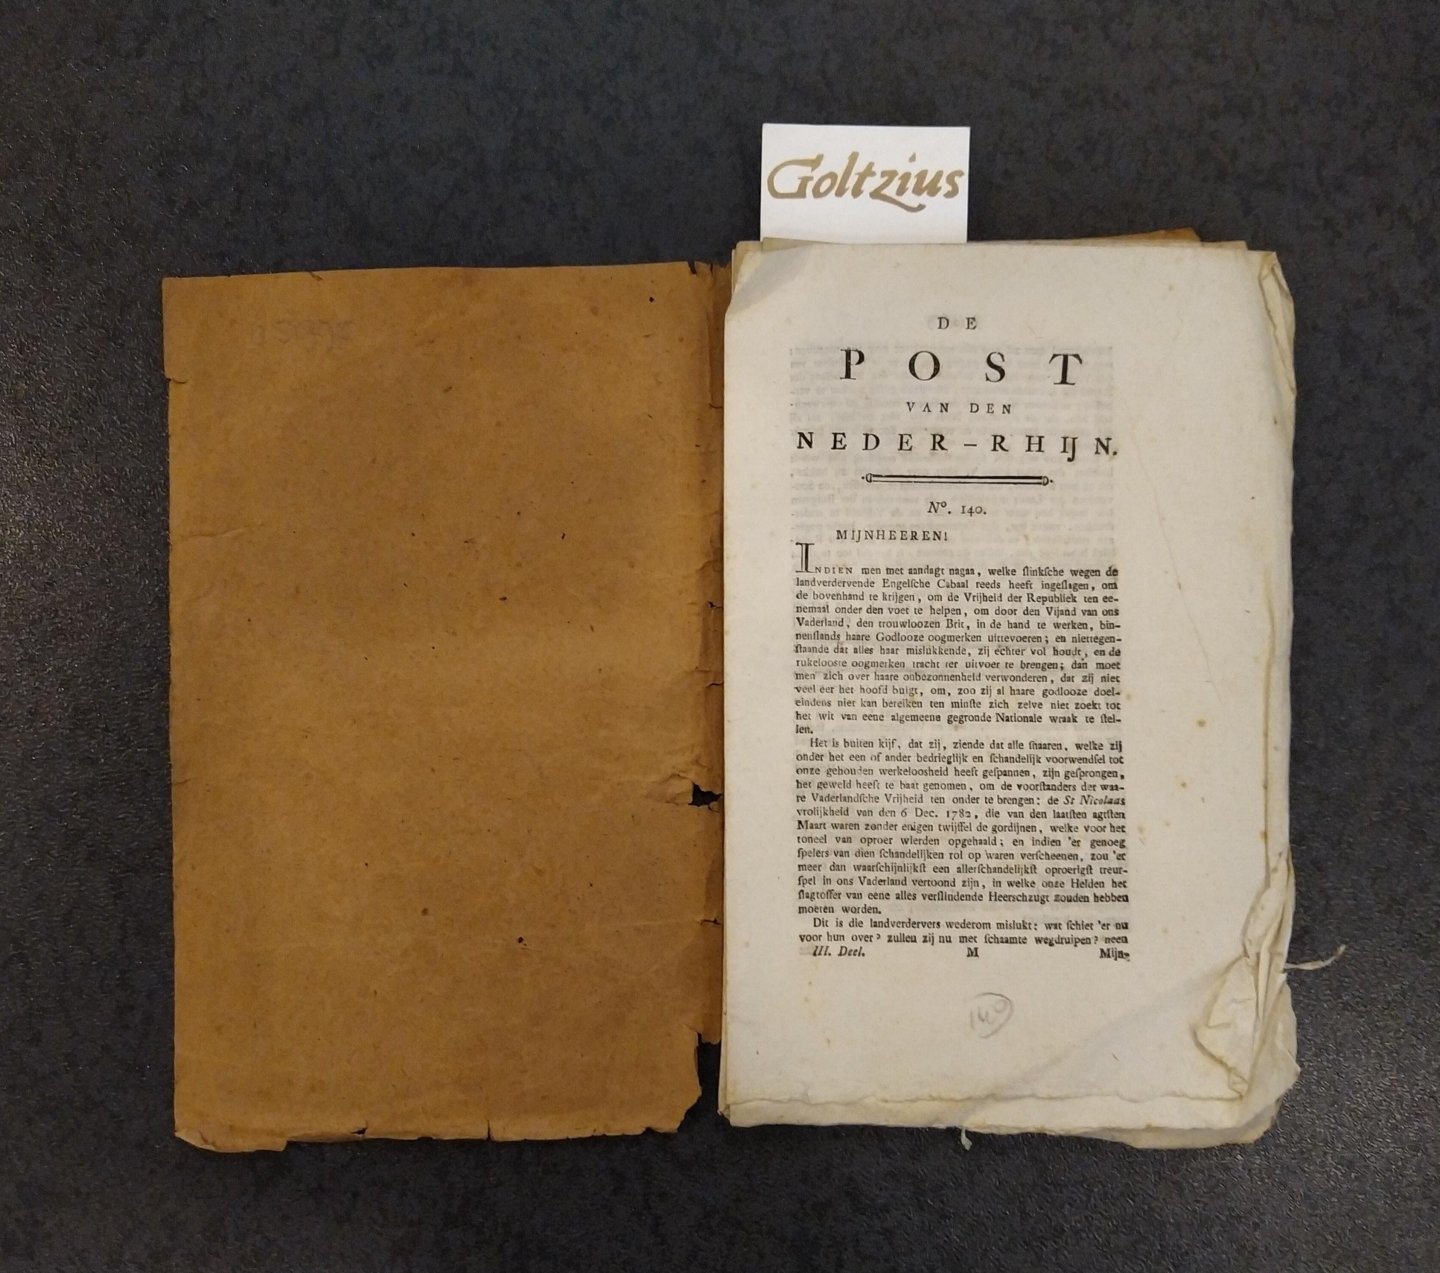 Goltzius
DE
POST
VAN DEN
NEDER-RHIJN.
Nº. 140.
MIJNHEEREN!
INDIEN men met aandagt nagaa, welke ſlinkſche wegen de
landverdervende Engelſche Cabaal reeds heeft ingeſlagen, om
de bovenhand te krijgen, om de Vrijheid der Republiek ten ee-
nemaal onder den voet te helpen, om door den Vijand van ons
Vaderland, den trouwloozen Brit, in de hand te werken, bin-
nenſlands haare Godlooze oogmerken uittevoeren; en niettegen-
ſtaande dat alles haar mislukkende, zij echter vol houdt, en de
rukelooste oogmerken tracht ter uitvoer te brengen; dan moet
men zich over haare onbezonnenheid verwonderen, dat zij niet
veel eer het hoofd buigt, om, zoo zij al haare godlooze doel-
eindens niet kan bereiken ten minſte zich zelve niet zoekt tot
het wit van eene algemeene gegronde Nationale wraak te ſtel-
len.
Het is buiten kijf, dat zij, ziende dat alle ſnaaren, welke zij
onder het een of ander bedrieglijk en ſchandelijk voorwendſel tot
onze gehouden werkeloosheid heeft geſpannen, zijn geſprongen,
het geweld heeft te baat genomen, om de voorſtanders der waa-
re Vaderlandſche Vrijheid ten onder te brengen: de St Nicolaas
vrolijkheid van den 6 Dec. 1782, die van den laatſten agtſten
Maart waren zonder enigen twijffel de gordijnen, welke voor het
toneel van oproer wierden opgehaald; en indien 'er genoeg
ſpelers van dien ſchandelijken rol op waren verſcheenen, zou 'er
meer dan waarſchijnlijkſt een allerſchandelijkſt oproerigſt treur-
ſpel in ons Vaderland vertoond zijn, in welke onze Helden het
ſlagtoffer van eene alles verſlindende Heerschzugt zouden hebben
moeten worden.
Dit is die landverdervers wederom mislukt: wat schiet 'er nu
voor hun over? zullen zij nu met ſchaamte wegdruipen? neen
III. Deel. M Mijn-
140